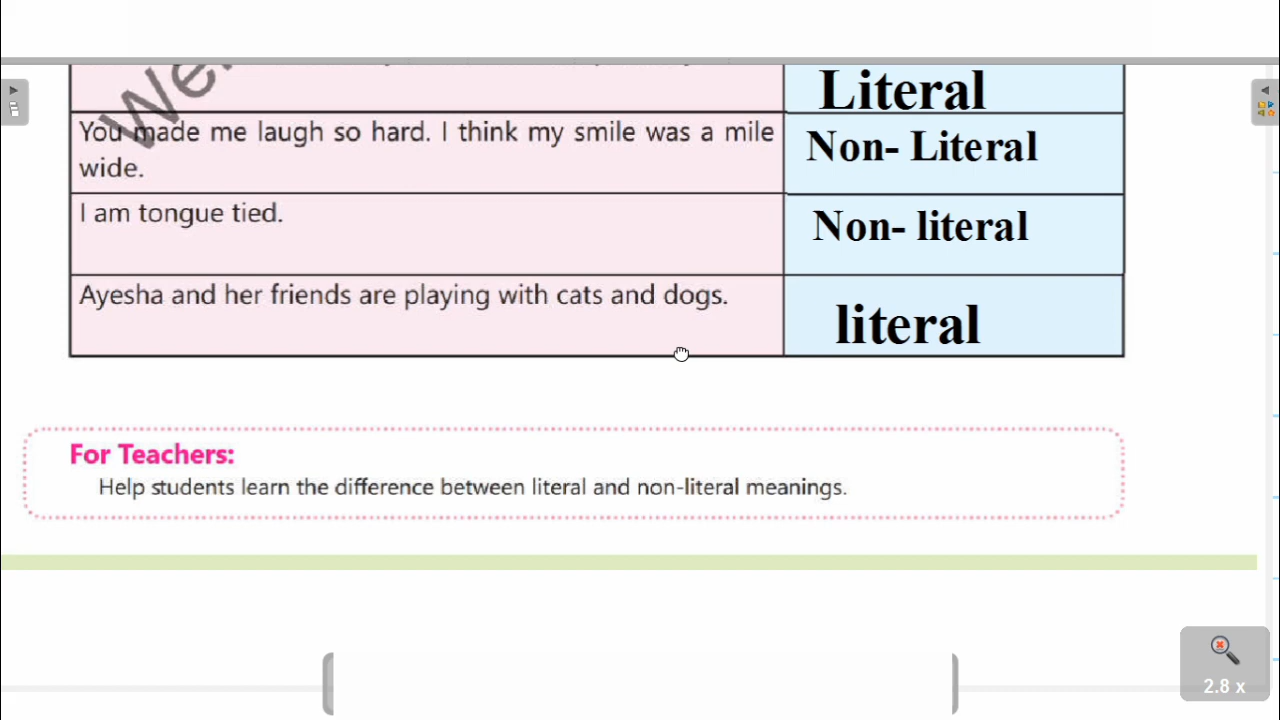 Literal
You made me laugh so hard. I think my smile was a mile
wide.
Non- Literal
I am tongue tied.
Non- literal
Ayesha and her friends are playing with cats and dogs.
literal
For Teachers:
Help students learn the difference between literal and non-literal meanings.
2.8 x